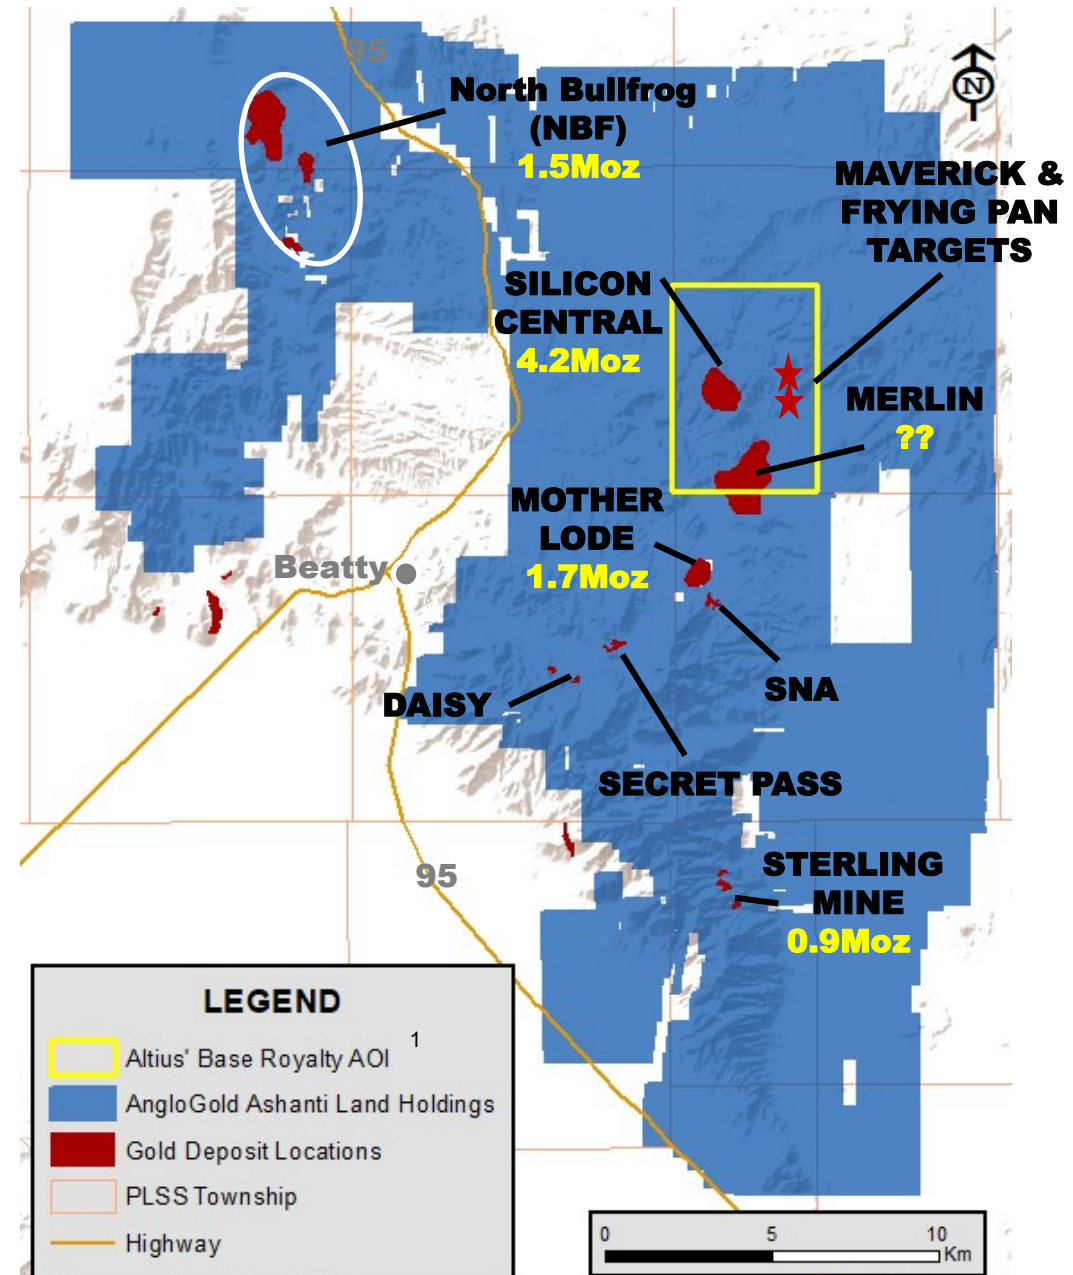 95
North Bullfrog
(NBF)
1.5Moz
N
MAVERICK &
FRYING PAN
TARGETS
SILICON
CENTRAL
4.2Moz
MERLIN
??
MOTHER
LODE
1.7Moz
Beatty
SNA
DAISY
SECRET PASS
95
STERLING
MINE
0.9Moz
LEGEND
Altius' Base Royalty AOI 1
AngloGold Ashanti Land Holdings
Gold Deposit Locations
PLSS Township
Highway
0 5 10
Km